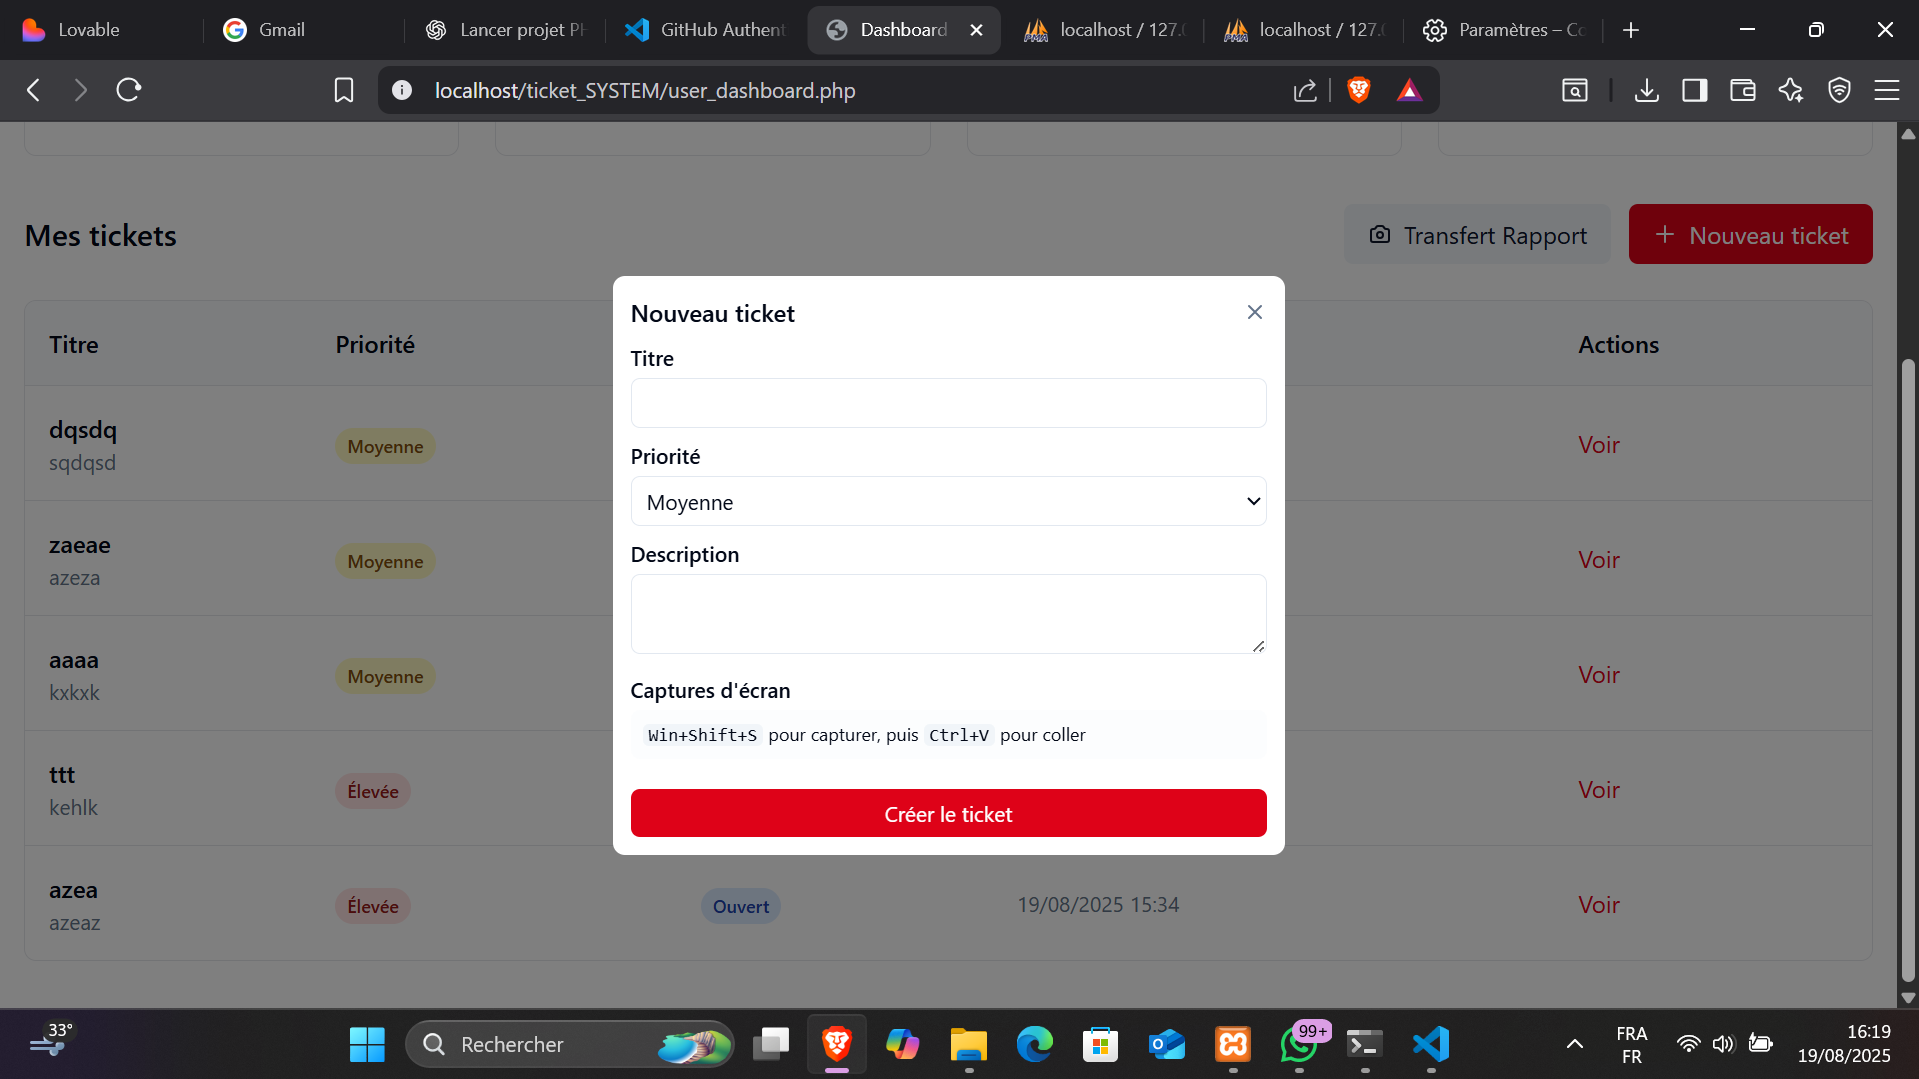 Lovable
Gmail
Lancer projet PH
GitHub Authent
Dashboard
localhost / 127.0
localhost / 127.
Paramètres – Co
localhost/ticket_SYSTEM/user_dashboard.php
Mes tickets
Transfert Rapport
Nouveau ticket
Titre
Priorité
Actions
dqsdq
sqdqsd
Moyenne
Voir
zaeae
azeza
Moyenne
Voir
aaaa
kxkxk
Moyenne
Voir
ttt
kehlk
Élevée
Voir
azea
azeaz
Élevée
Ouvert
19/08/2025 15:34
Voir
Nouveau ticket
Titre
Priorité
Moyenne
Description
Captures d'écran
Win+Shift+S pour capturer, puis Ctrl+V pour coller
Créer le ticket
33°
Rechercher
99+
FRA
FR
16:19
19/08/2025